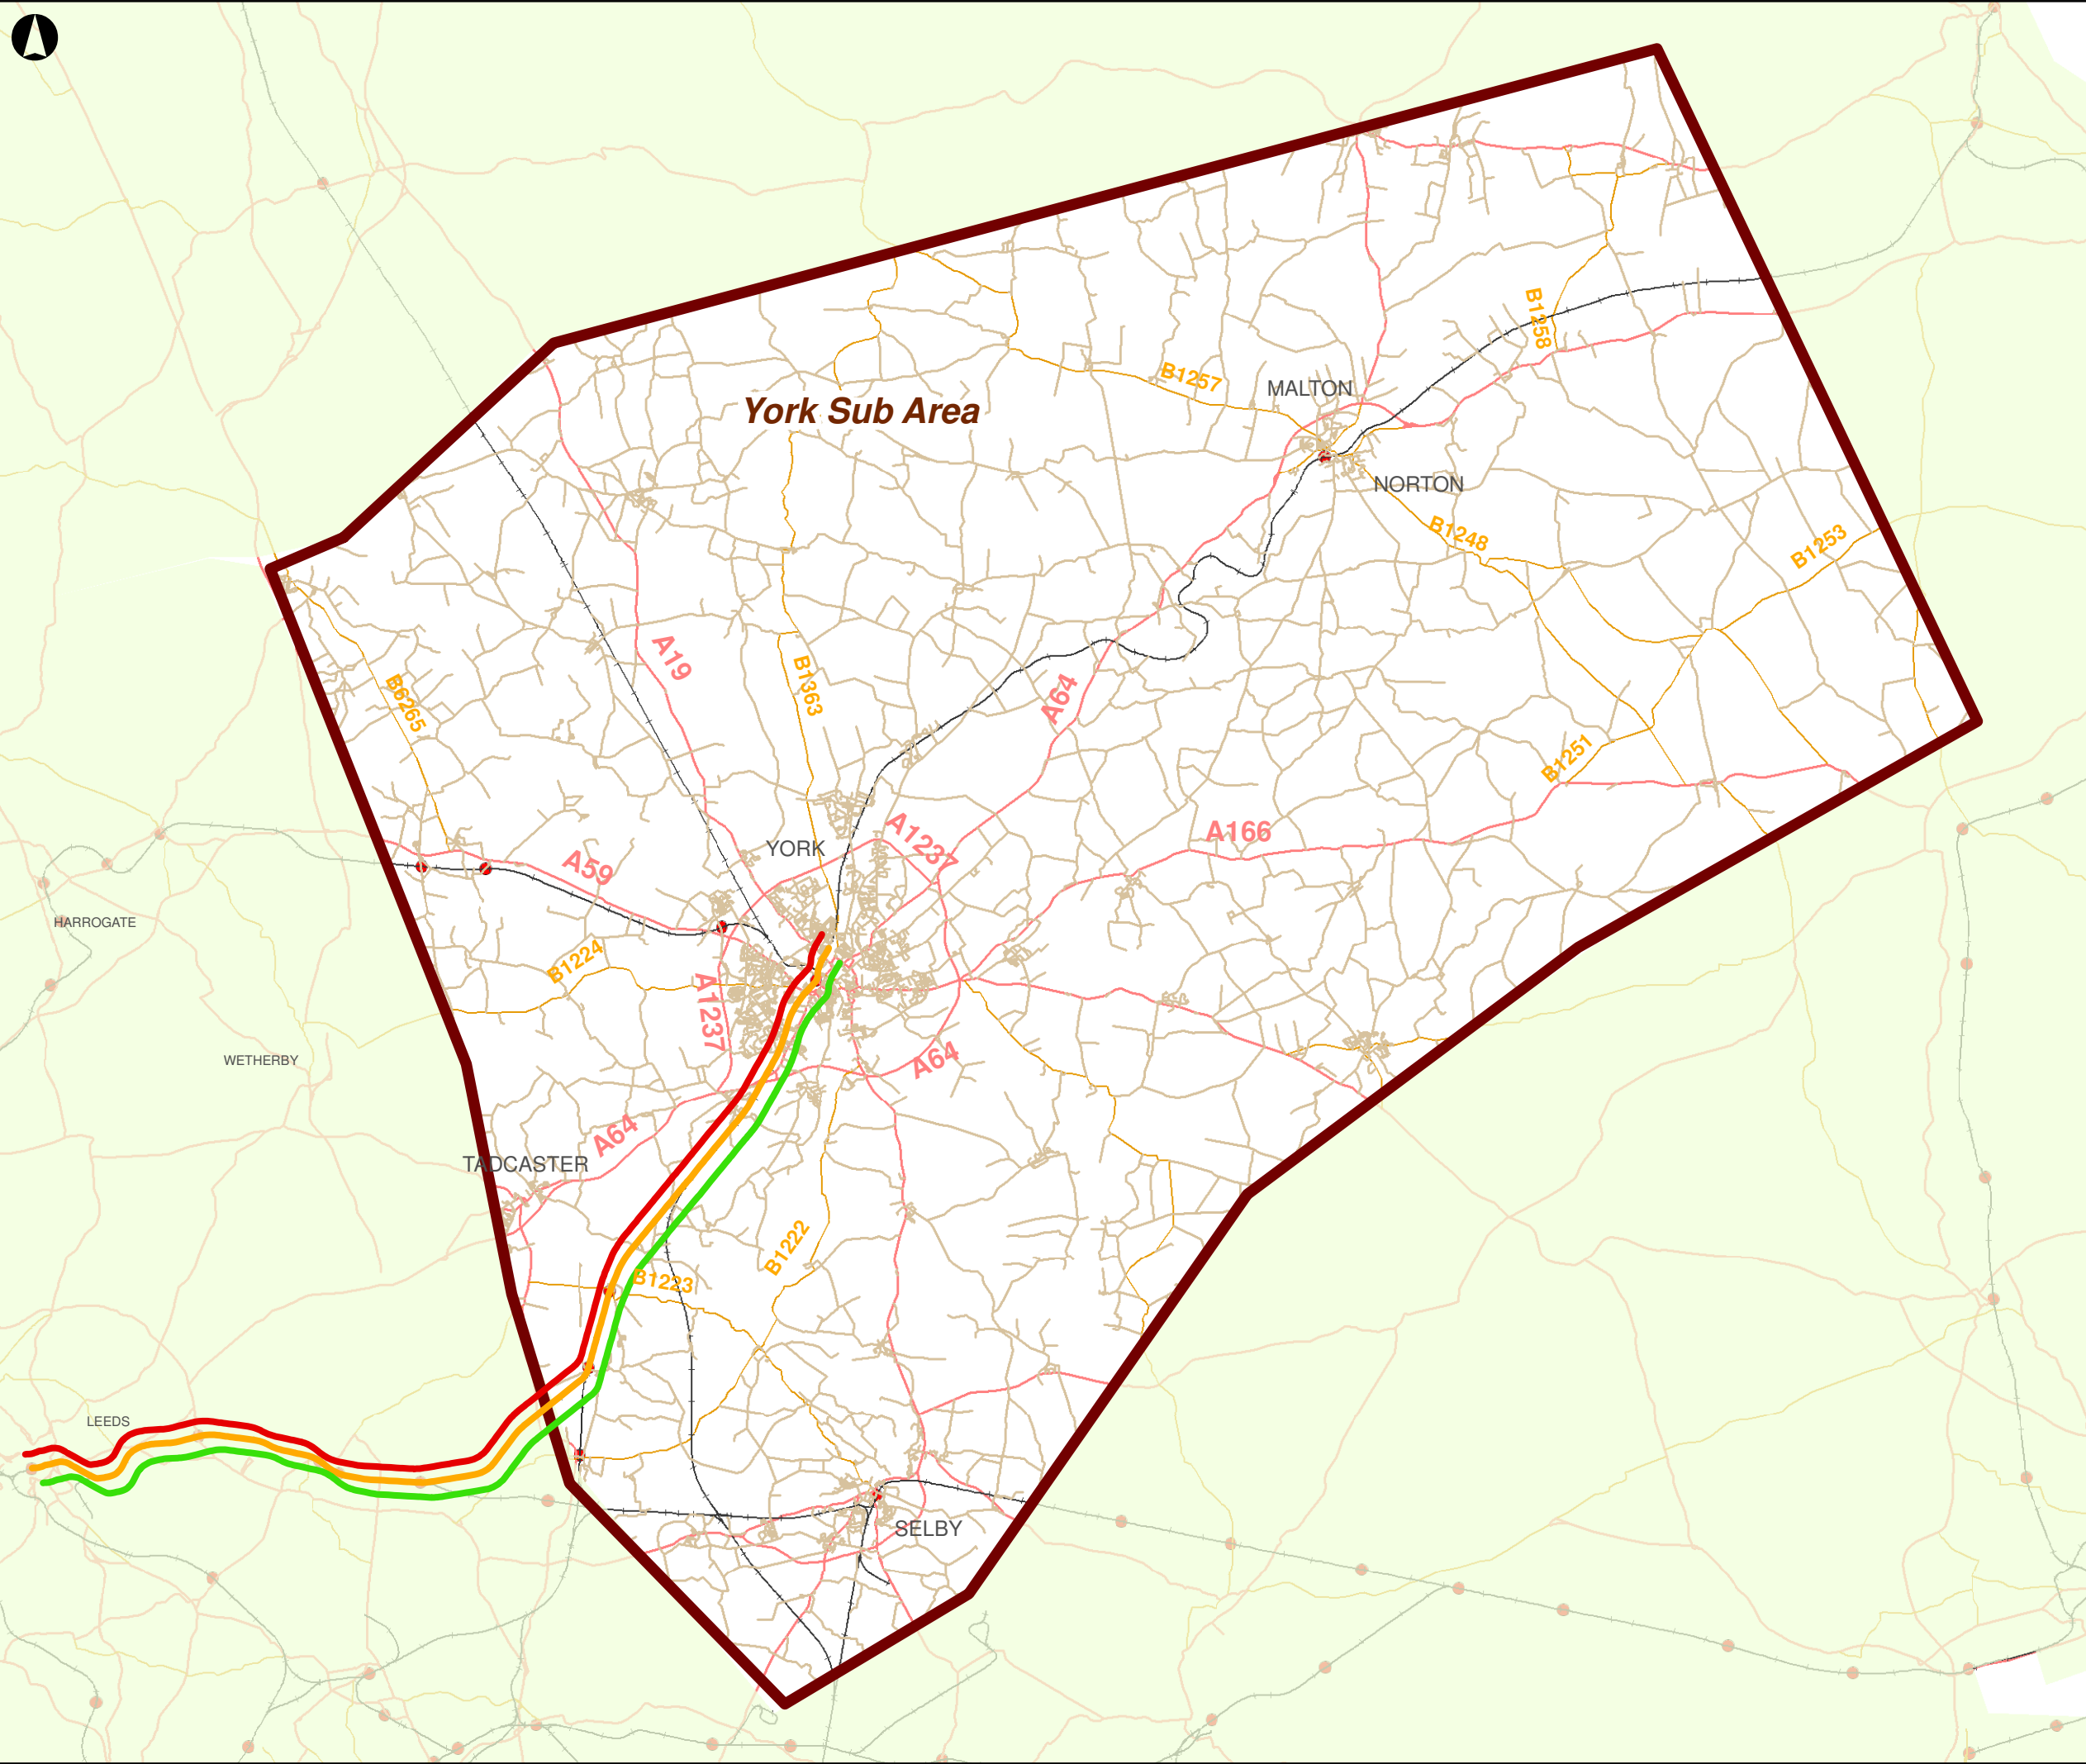 B1258
B1257
MALTON
York Sub Area
NORTON
B1248
B1253
A19
B1363
B6265
A64
B1251
A1237
A166
YORK
A59
HARROGATE
B1224
A1237
WETHERBY
A64
A64
TADCASTER
B1222
B1223
LEEDS
SELBY